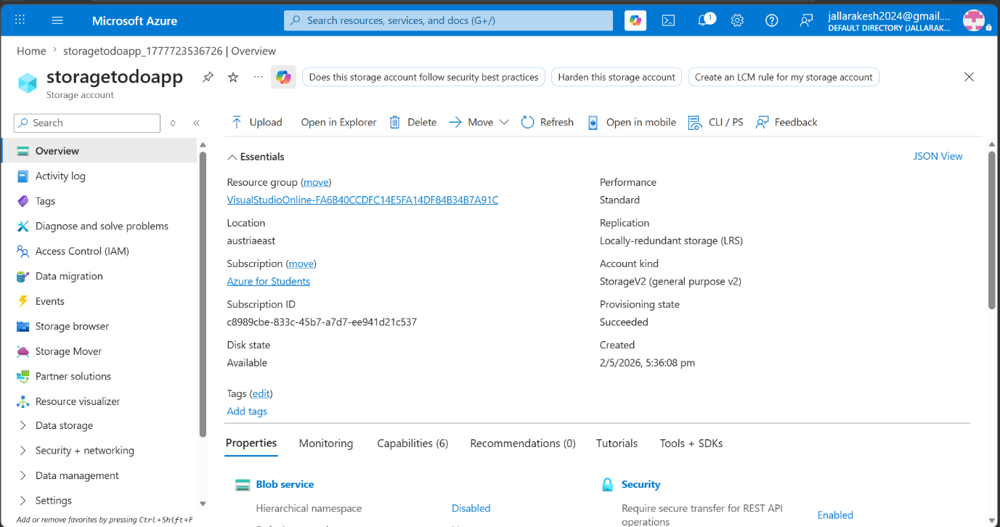 Microsoft Azure
Search resources, services, and docs (G+/)
1
jallarakesh2024@gmail....
DEFAULT DIRECTORY (JALLARAK...
Home > storagetodoapp_1777723536726 | Overview
storagetodoapp
Storage account
Does this storage account follow security best practices
Harden this storage account
Create an LCM rule for my storage account
Search
Upload
Open in Explorer
Delete
Move
Refresh
Open in mobile
CLI / PS
Feedback
Overview
Activity log
Tags
Diagnose and solve problems
Access Control (IAM)
Data migration
Events
Storage browser
Storage Mover
Partner solutions
Resource visualizer
Data storage
Security + networking
Data management
Settings
Add or remove favorites by pressing Ctrl+Shift+F
Essentials
JSON View
Resource group (move)
VisualStudioOnline-FA6B40CCDFC14E5FA14DF84B34B7A91C
Location
austriaeast
Subscription (move)
Azure for Students
Subscription ID
c8989cbe-833c-45b7-a7d7-ee941d21c537
Disk state
Available
Performance
Standard
Replication
Locally-redundant storage (LRS)
Account kind
StorageV2 (general purpose v2)
Provisioning state
Succeeded
Created
2/5/2026, 5:36:08 pm
Tags (edit)
Add tags
Properties
Monitoring
Capabilities (6)
Recommendations (0)
Tutorials
Tools + SDKs
Blob service
Hierarchical namespace
Disabled
Security
Require secure transfer for REST API
operations
Enabled